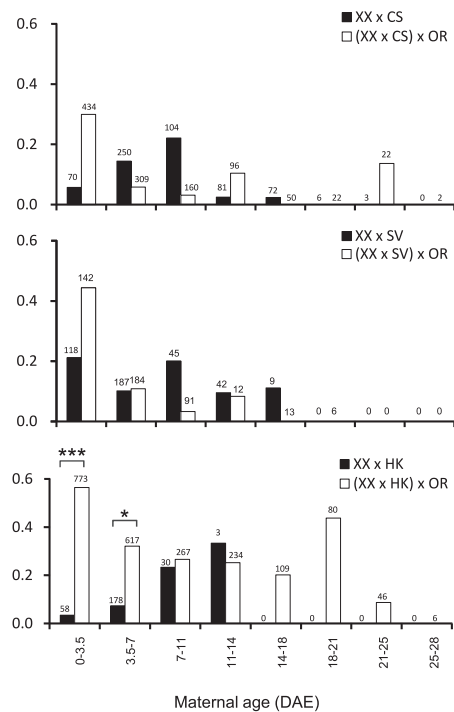 0.6
XX x CS
(XX x CS) x OR
0.4
0.2
0.0
70 434 250 309 104 160 81 96 72 50 6 22 3 22 0 2
0.6
XX x SV
(XX x SV) x OR
0.4
0.2
0.0
118 142 187 184 45 91 42 12 9 13 0 6 0 0 0 0
XX x HK
(XX x HK) x OR
0.6
0.4
0.2
0.0
*** *
58 773 178 617 30 267 3 234 0 109 0 80 0 46 0 6
0-3.5 3.5-7 7-11 11-14 14-18 18-21 21-25 25-28
Maternal age (DAE)